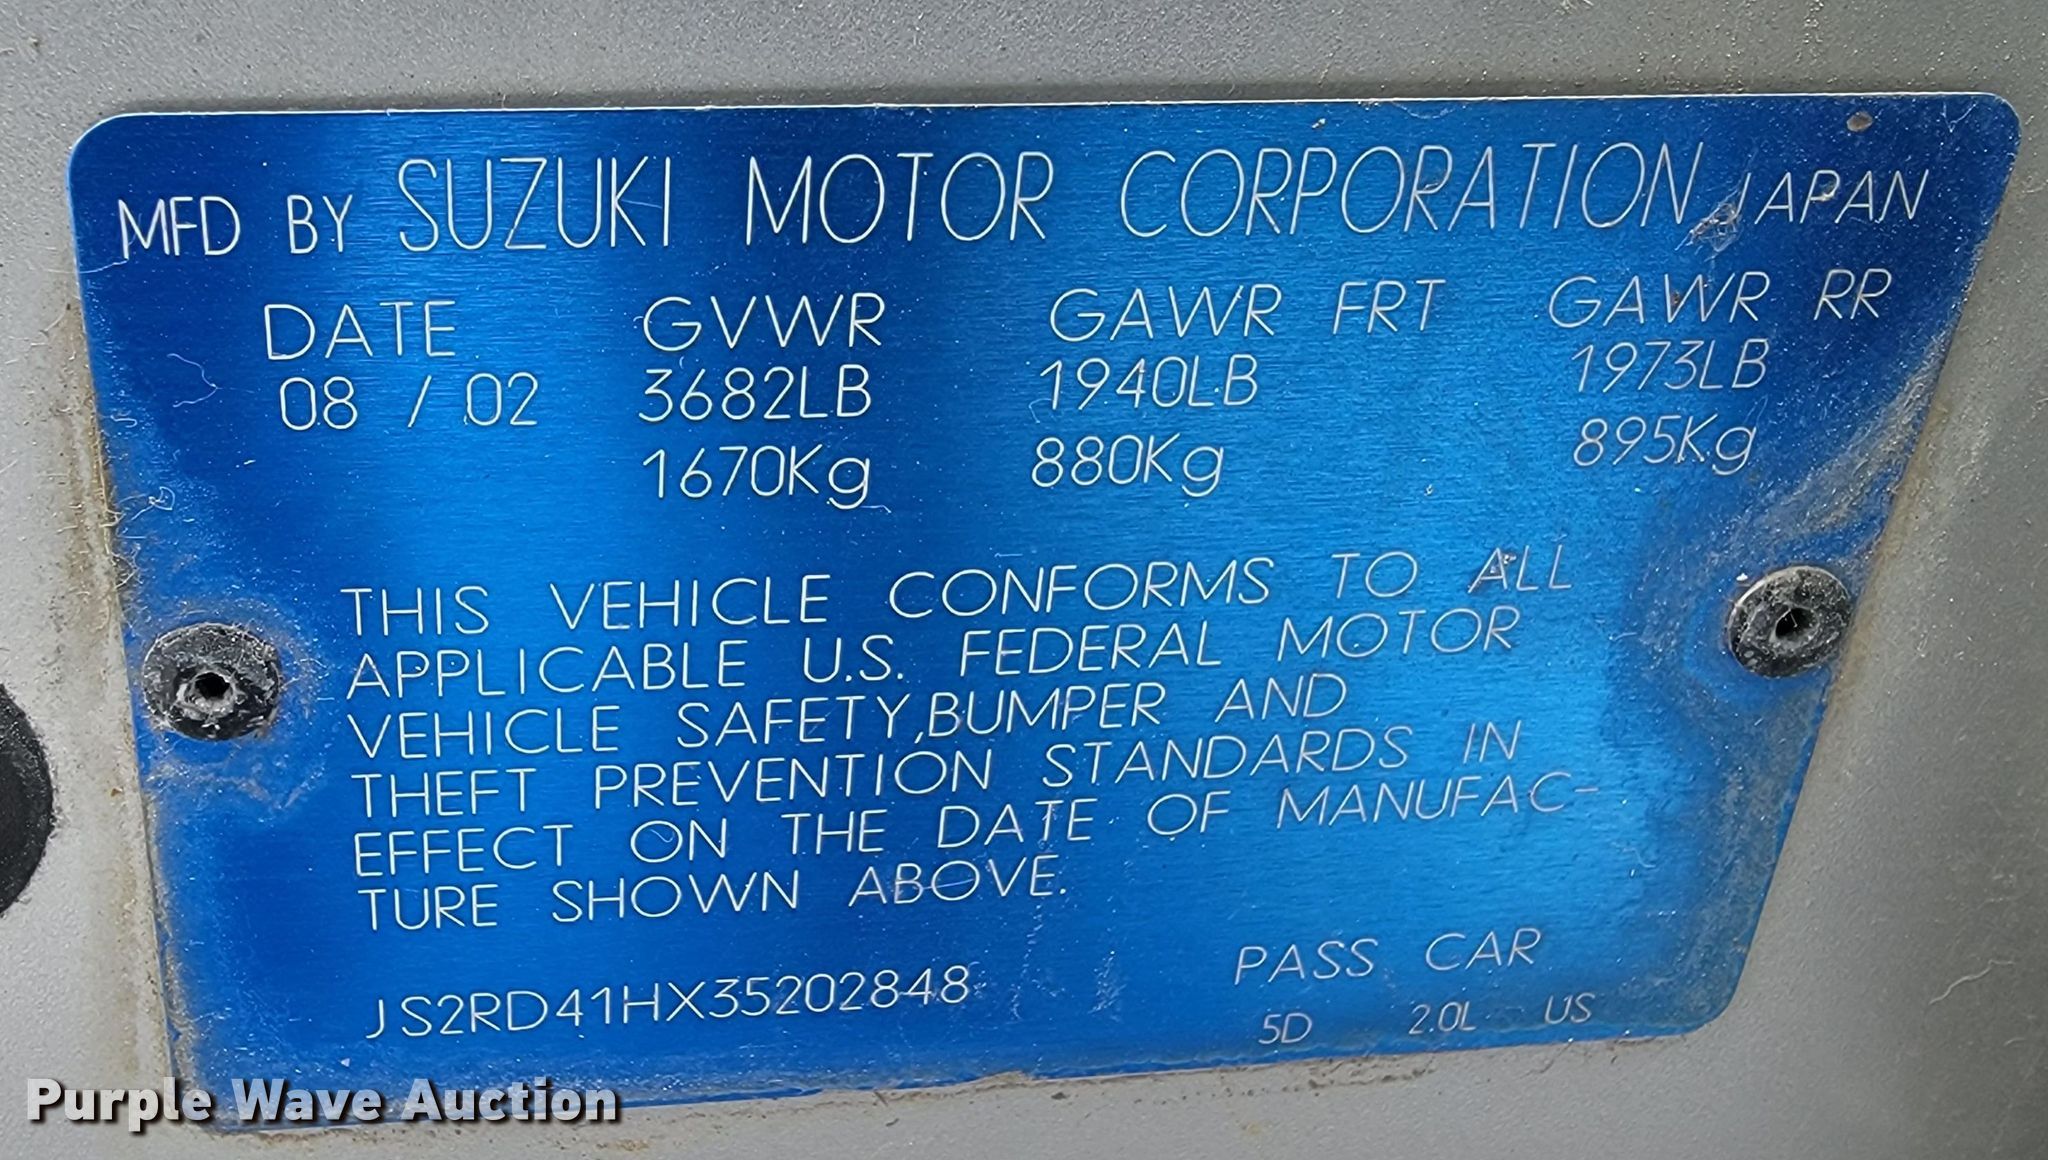 MFD BY SUZUKI MOTOR CORPORATION JAPAN
DATE GVWR GAWR FRT GAWR RR
08 / 02 3682LB 1940LB 1973LB
1670Kg 880Kg 895Kg
THIS VEHICLE CONFORMS TO ALL
APPLICABLE U.S. FEDERAL MOTOR
VEHICLE SAFETY,BUMPER AND
THEFT PREVENTION STANDARDS IN
EFFECT ON THE DATE OF MANUFAC-
TURE SHOWN ABOVE.
JS2RD41HX35202848 PASS CAR
5D 2.0L US
Purple Wave Auction